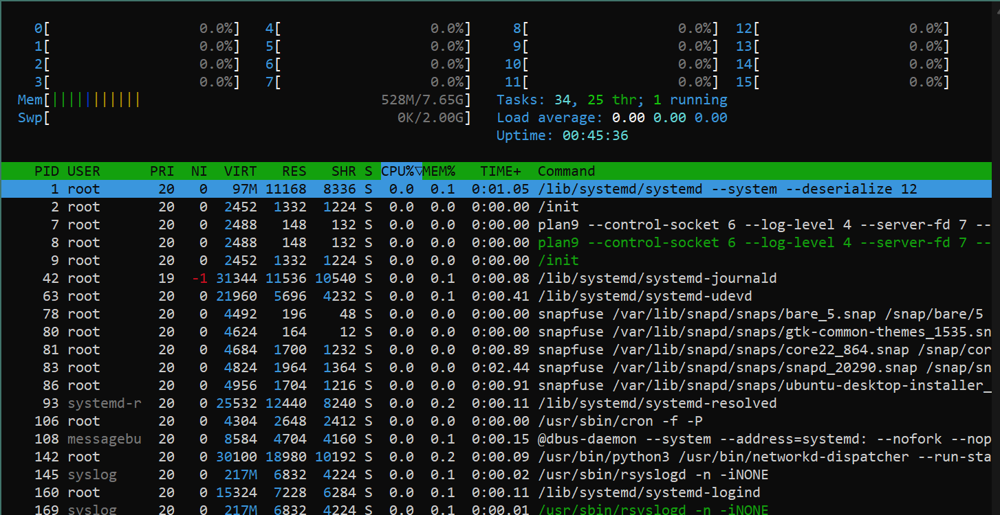 0[ 0.0%] 4[ 0.0%] 8[ 0.0%] 12[ 0.0%]
1[ 0.0%] 5[ 0.0%] 9[ 0.0%] 13[ 0.0%]
2[ 0.0%] 6[ 0.0%] 10[ 0.0%] 14[ 0.0%]
3[ 0.0%] 7[ 0.0%] 11[ 0.0%] 15[ 0.0%]
Mem[||||||||||| 528M/7.65G] Tasks: 34, 25 thr; 1 running
Swp[ 0K/2.00G] Load average: 0.00 0.00 0.00
Uptime: 00:45:36
PID USER PRI NI VIRT RES SHR S CPU%▽MEM% TIME+ Command
1 root 20 0 97M 11168 8336 S 0.0 0.1 0:01.05 /lib/systemd/systemd --system --deserialize 12
2 root 20 0 2452 1332 1224 S 0.0 0.0 0:00.00 /init
7 root 20 0 2488 148 132 S 0.0 0.0 0:00.00 plan9 --control-socket 6 --log-level 4 --server-fd 7 --
8 root 20 0 2488 148 132 S 0.0 0.0 0:00.00 plan9 --control-socket 6 --log-level 4 --server-fd 7 --
9 root 20 0 2452 1332 1224 S 0.0 0.0 0:00.00 /init
42 root 19 -1 31344 11536 10540 S 0.0 0.1 0:00.08 /lib/systemd/systemd-journald
63 root 20 0 21960 5696 4232 S 0.0 0.1 0:00.41 /lib/systemd/systemd-udevd
78 root 20 0 4492 196 48 S 0.0 0.0 0:00.00 snapfuse /var/lib/snapd/snaps/bare_5.snap /snap/bare/5
80 root 20 0 4624 164 12 S 0.0 0.0 0:00.00 snapfuse /var/lib/snapd/snaps/gtk-common-themes_1535.sn
81 root 20 0 4684 1700 1232 S 0.0 0.0 0:00.89 snapfuse /var/lib/snapd/snaps/core22_864.snap /snap/cor
83 root 20 0 4824 1964 1364 S 0.0 0.0 0:02.44 snapfuse /var/lib/snapd/snaps/snapd_20290.snap /snap/sn
86 root 20 0 4956 1704 1216 S 0.0 0.0 0:00.91 snapfuse /var/lib/snapd/snaps/ubuntu-desktop-installer_
93 systemd-r 20 0 25532 12440 8240 S 0.0 0.2 0:00.11 /lib/systemd/systemd-resolved
106 root 20 0 4304 2648 2412 S 0.0 0.0 0:00.00 /usr/sbin/cron -f -P
108 messagebu 20 0 8584 4704 4160 S 0.0 0.1 0:00.15 @dbus-daemon --system --address=systemd: --nofork --nop
142 root 20 0 30100 18980 10192 S 0.0 0.2 0:00.09 /usr/bin/python3 /usr/bin/networkd-dispatcher --run-sta
145 syslog 20 0 217M 6832 4224 S 0.0 0.1 0:00.02 /usr/sbin/rsyslogd -n -iNONE
160 root 20 0 15324 7228 6284 S 0.0 0.1 0:00.11 /lib/systemd/systemd-logind
169 syslog 20 0 217M 6832 4224 S 0.0 0.1 0:00.01 /usr/sbin/rsyslogd -n -iNONE